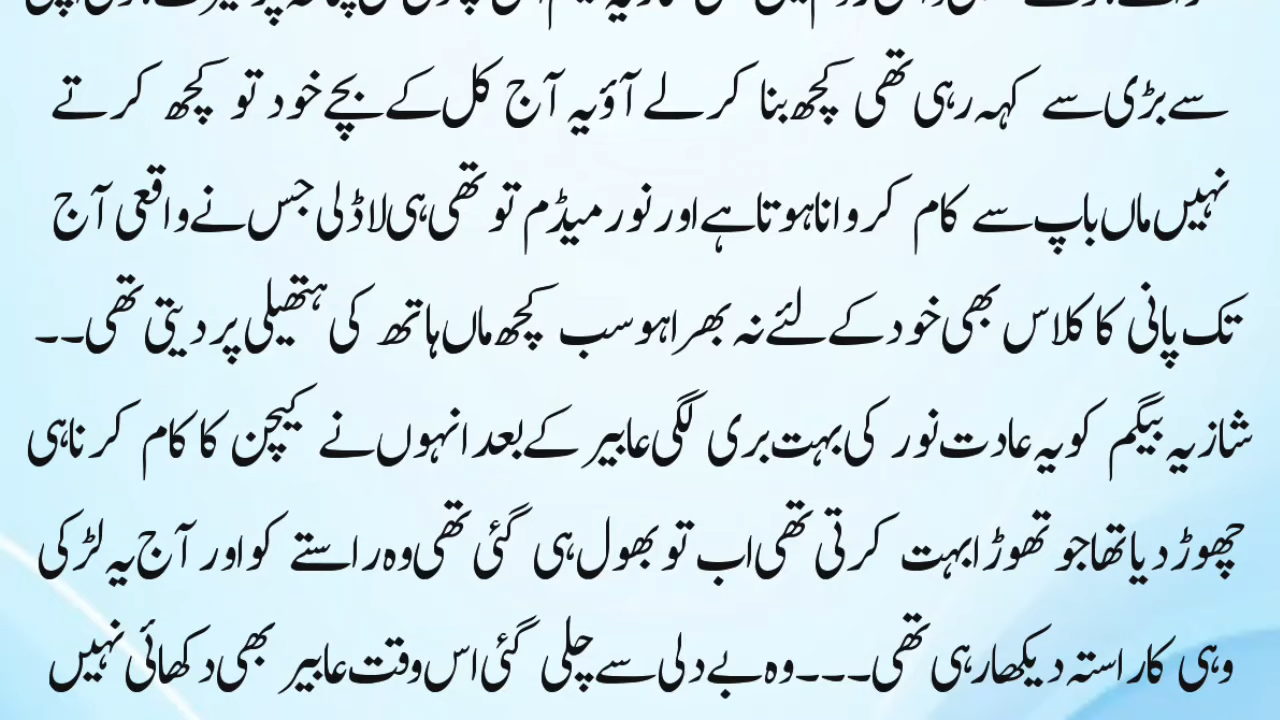 سے بڑی سے کہہ رہی تھی کچھ بنا کر لے آؤ یہ آج کل کے بچے خود تو کچھ کرتے
نہیں ماں باپ سے کام کروانا ہوتا ہے اور نور میڈم تو تھی ہی لاڈلی جس نے واقعی آج
تک پانی کا کلاس بھی خود کے لئے نہ بھرا ہو سب کچھ ماں ہاتھ کی ہتھیلی پر دیتی تھی۔۔
شازیہ بیگم کو یہ عادت نور کی بہت بری لگی عابیر کے بعد انہوں نے کیچن کا کام کرنا ہی
چھوڑ دیا تھا جو تھوڑا بہت کرتی تھی اب تو بھول ہی گئی تھی وہ راستے کو اور آج یہ لڑکی
وہی کا راستہ دیکھا رہی تھی۔۔۔ وہ بے دلی سے چلی گئی اس وقت عابیر بھی دکھائی نہیں